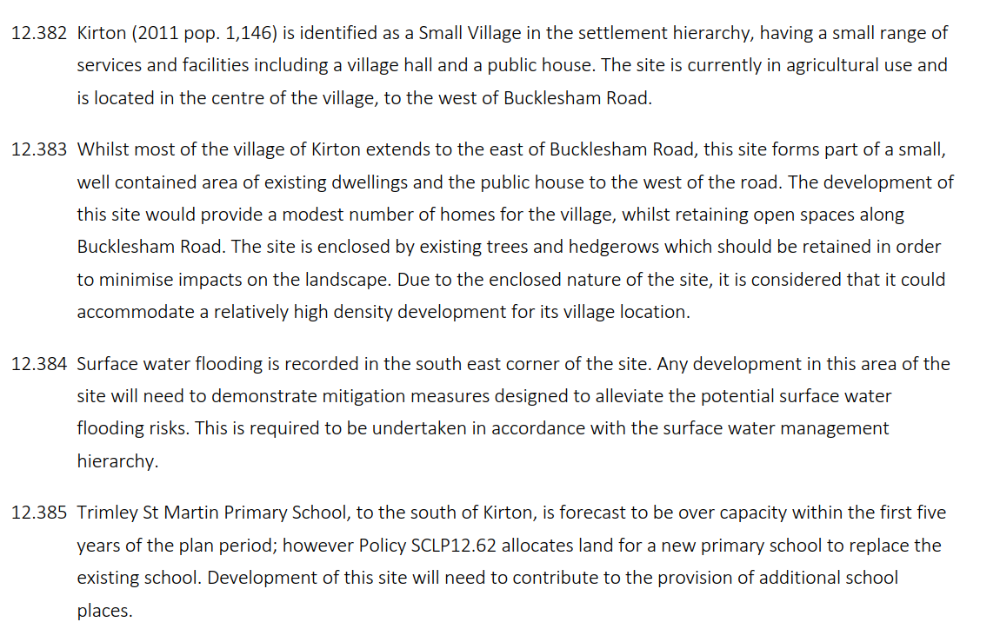 12.382 Kirton (2011 pop. 1,146) is identified as a Small Village in the settlement hierarchy, having a small range of
services and facilities including a village hall and a public house. The site is currently in agricultural use and
is located in the centre of the village, to the west of Bucklesham Road.
12.383 Whilst most of the village of Kirton extends to the east of Bucklesham Road, this site forms part of a small,
well contained area of existing dwellings and the public house to the west of the road. The development of
this site would provide a modest number of homes for the village, whilst retaining open spaces along
Bucklesham Road. The site is enclosed by existing trees and hedgerows which should be retained in order
to minimise impacts on the landscape. Due to the enclosed nature of the site, it is considered that it could
accommodate a relatively high density development for its village location.
12.384 Surface water flooding is recorded in the south east corner of the site. Any development in this area of the
site will need to demonstrate mitigation measures designed to alleviate the potential surface water
flooding risks. This is required to be undertaken in accordance with the surface water management
hierarchy.
12.385 Trimley St Martin Primary School, to the south of Kirton, is forecast to be over capacity within the first five
years of the plan period; however Policy SCLP12.62 allocates land for a new primary school to replace the
existing school. Development of this site will need to contribute to the provision of additional school
places.